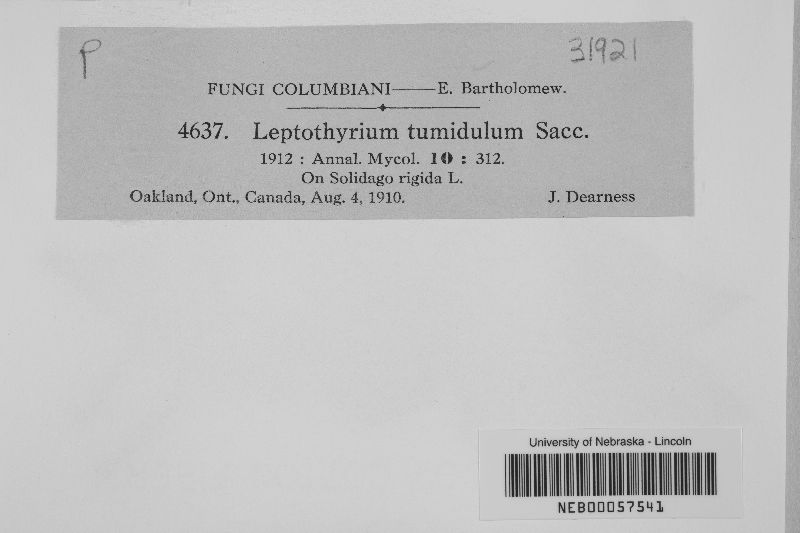 P 31921
FUNGI COLUMBIANI——E. Bartholomew.
4637. Leptothyrium tumidulum Sacc.
1912 : Annal. Mycol. 10 : 312.
On Solidago rigida L.
Oakland, Ont., Canada, Aug. 4, 1910. J. Dearness
University of Nebraska - Lincoln
NEB00057541